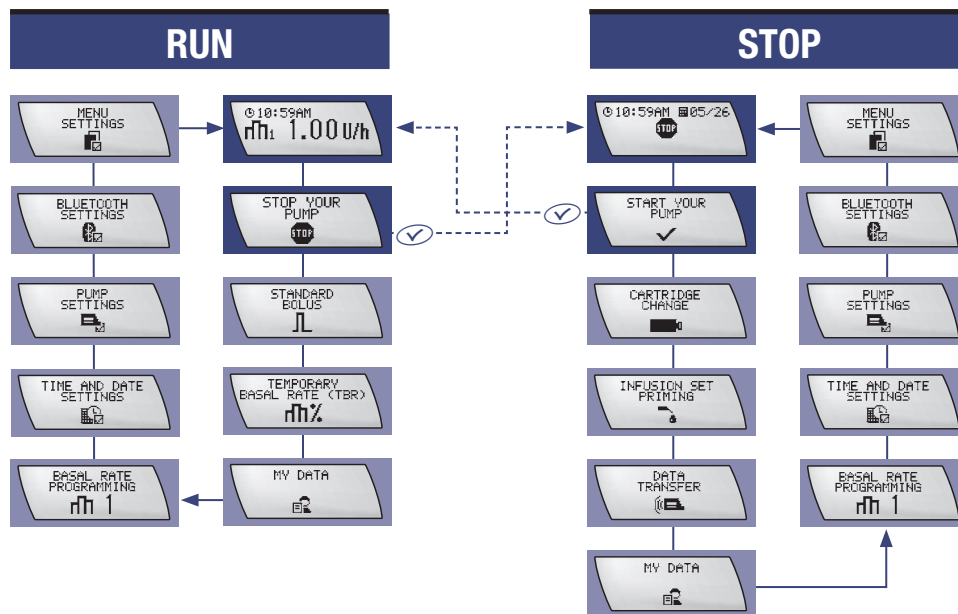 RUN
MENU
SETTINGS
BLUETOOTH
SETTINGS
PUMP
SETTINGS
TIME AND DATE
SETTINGS
BASAL RATE
PROGRAMMING
1
10:59AM
1 1.00 U/h
STOP YOUR
PUMP
STOP
STANDARD
BOLUS
TEMPORARY
BASAL RATE (TBR)
%
MY DATA
STOP
10:59AM 05/26
STOP
START YOUR
PUMP
CARTRIDGE
CHANGE
INFUSION SET
PRIMING
DATA
TRANSFER
MY DATA
MENU
SETTINGS
BLUETOOTH
SETTINGS
PUMP
SETTINGS
TIME AND DATE
SETTINGS
BASAL RATE
PROGRAMMING
1